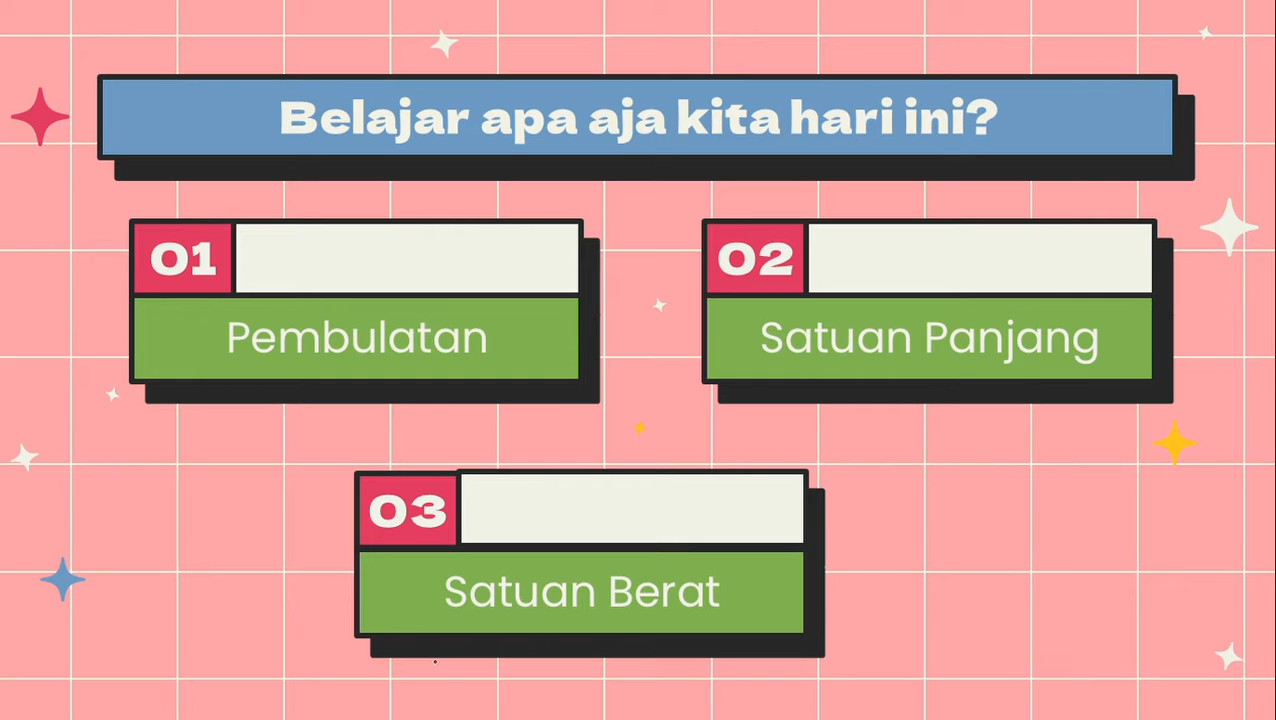 Belajar apa aja kita hari ini?
01
Pembulatan
02
Satuan Panjang
03
Satuan Berat